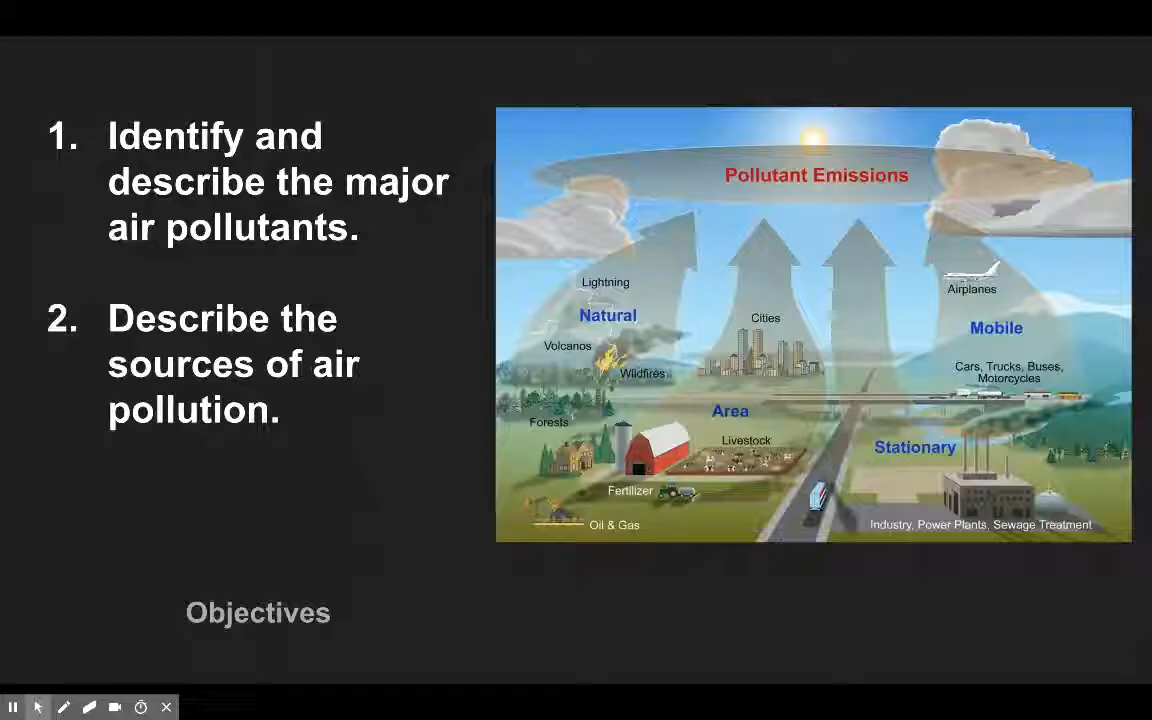 1. Identify and
describe the major
air pollutants.
2. Describe the
sources of air
pollution.
Objectives
Pollutant Emissions
Lightning
Natural
Volcanos
Wildfires
Forests
Fertilizer
Oil & Gas
Cities
Area
Livestock
Airplanes
Mobile
Cars, Trucks, Buses,
Motorcycles
Stationary
Industry, Power Plants, Sewage Treatment